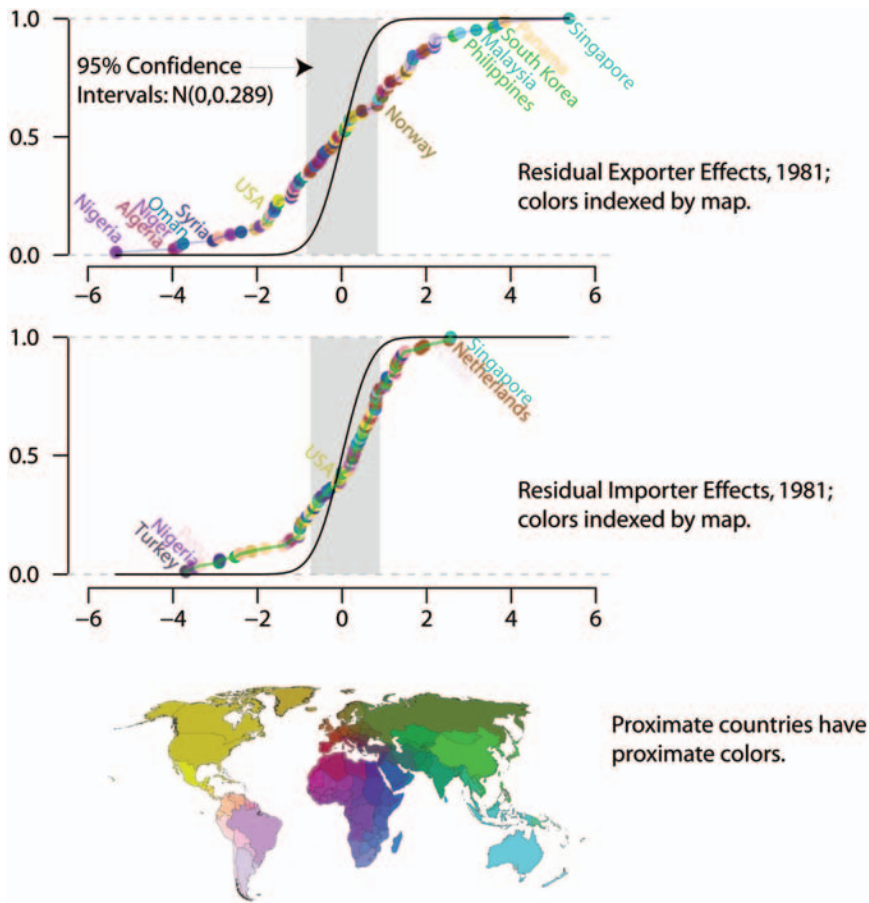 1.0
95% Confidence
Intervals: N(0,0.289)
0.5
0.0
Nigeria
Algeria
Niger
Oman
Syria
USA
Norway
Philippines
Malaysia
South Korea
Panama
Singapore
Residual Exporter Effects, 1981;
colors indexed by map.
−6 −4 −2 0 2 4 6
1.0
0.5
0.0
Turkey
Nigeria
USA
Singapore
Netherlands
Residual Importer Effects, 1981;
colors indexed by map.
−6 −4 −2 0 2 4 6
Proximate countries have
proximate colors.